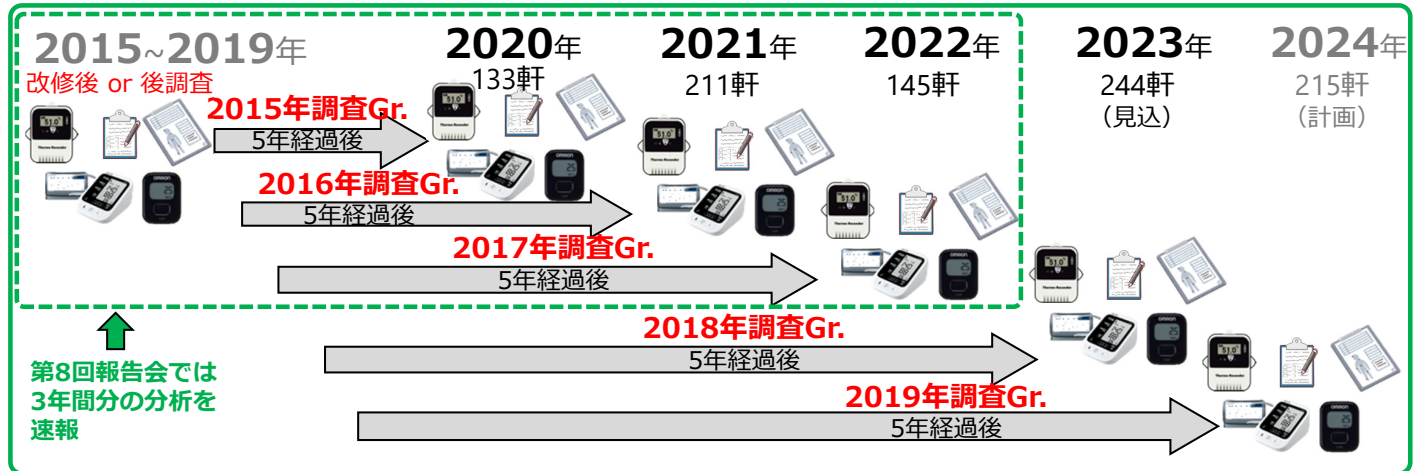 2015~2019年
改修後 or 後調査
2020年
133軒
2021年
211軒
2022年
145軒
2023年
244軒
(見込)
2024年
215軒
(計画)
2015年調査Gr.
5年経過後
2016年調査Gr.
5年経過後
2017年調査Gr.
5年経過後
2018年調査Gr.
5年経過後
2019年調査Gr.
5年経過後
第8回報告会では
3年間分の分析を
速報